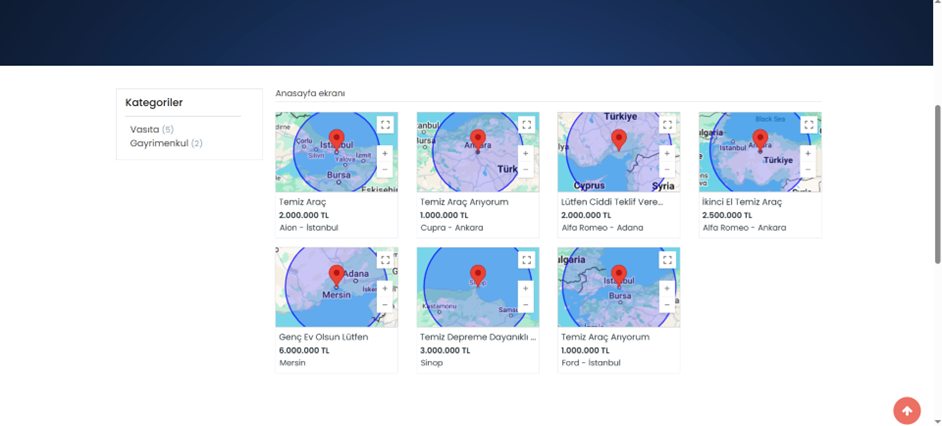 Kategoriler
Vasıta (5)
Gayrimenkul (2)
Anasayfa ekranı
İstanbul
Çorlu
Silivri
Yalova
İzmit
Bursa
Eskişehir
Temiz Araç
2.000.000 TL
Aion - İstanbul
Bursa
Ankara
Türk
Temiz Araç Arıyorum
1.000.000 TL
Cupra - Ankara
Türkiye
Cyprus
Syria
Lütfen Ciddi Teklif Vere...
2.000.000 TL
Alfa Romeo - Adana
Black Sea
İstanbul
Ankara
Türkiye
İkinci El Temiz Araç
2.500.000 TL
Alfa Romeo - Ankara
Adana
Mersin
Genç Ev Olsun Lütfen
6.000.000 TL
Mersin
Sinop
Kastamonu
Samsu
Temiz Depreme Dayanıklı ...
3.000.000 TL
Sinop
ulgaria
İstanbul
Bursa
Temiz Araç Arıyorum
1.000.000 TL
Ford - İstanbul